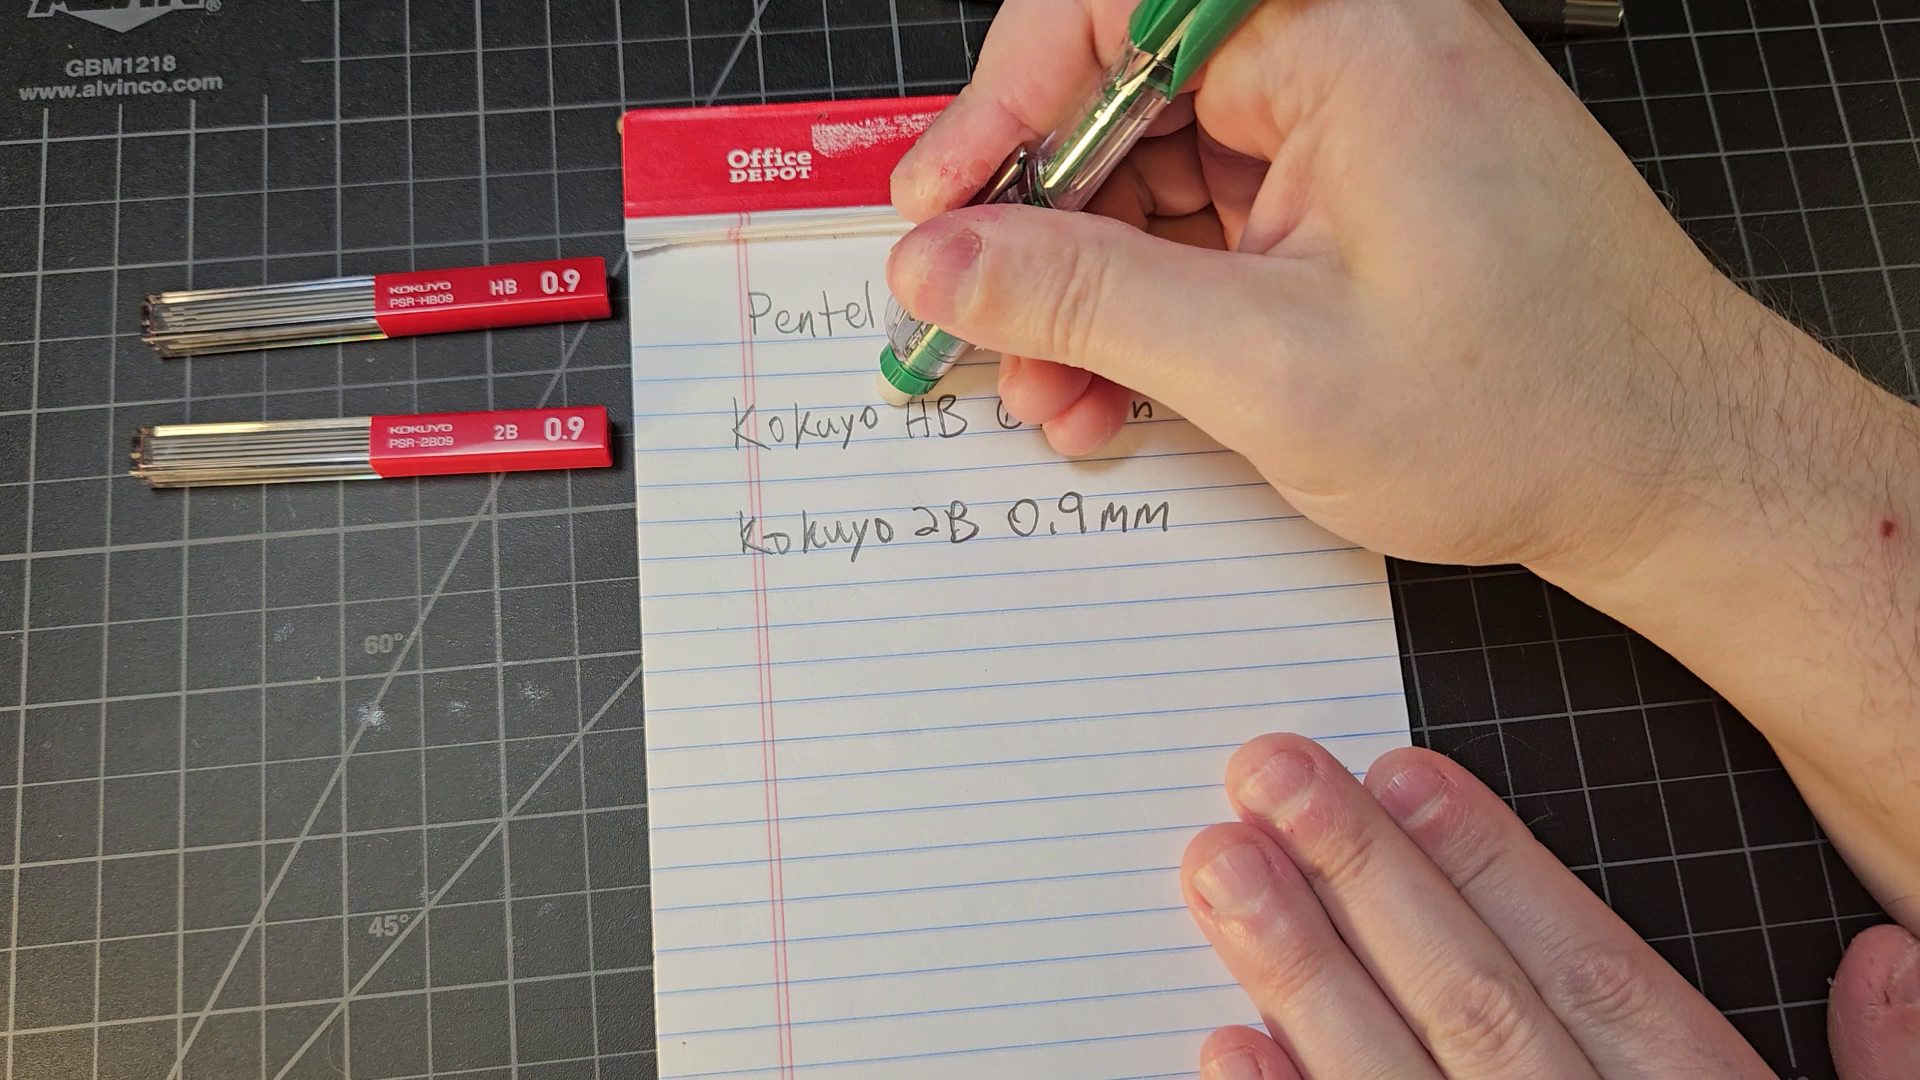 ALVIN®
GBM1218
www.alvinco.com
Office
DEPOT
KOKUYO
PSR-HB09
HB 0.9
KOKUYO
PSR-2B09
2B 0.9
Pentel
Kokuyo HB
Kokuyo 2B 0.9mm
60°
45°